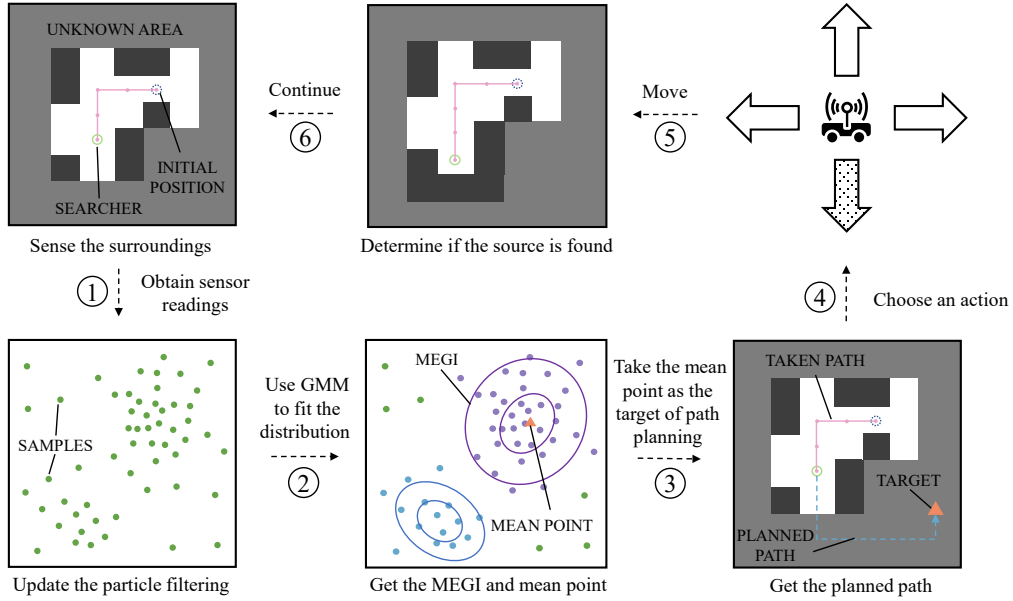 UNKNOWN AREA
INITIAL
POSITION
SEARCHER
Sense the surroundings
Continue
6
Determine if the source is found
Move
5
1
Obtain sensor
readings
4
Choose an action
SAMPLES
Update the particle filtering
Use GMM
to fit the
distribution
2
MEGI
MEAN POINT
Get the MEGI and mean point
Take the mean
point as the
target of path
planning
3
TAKEN PATH
TARGET
PLANNED
PATH
Get the planned path